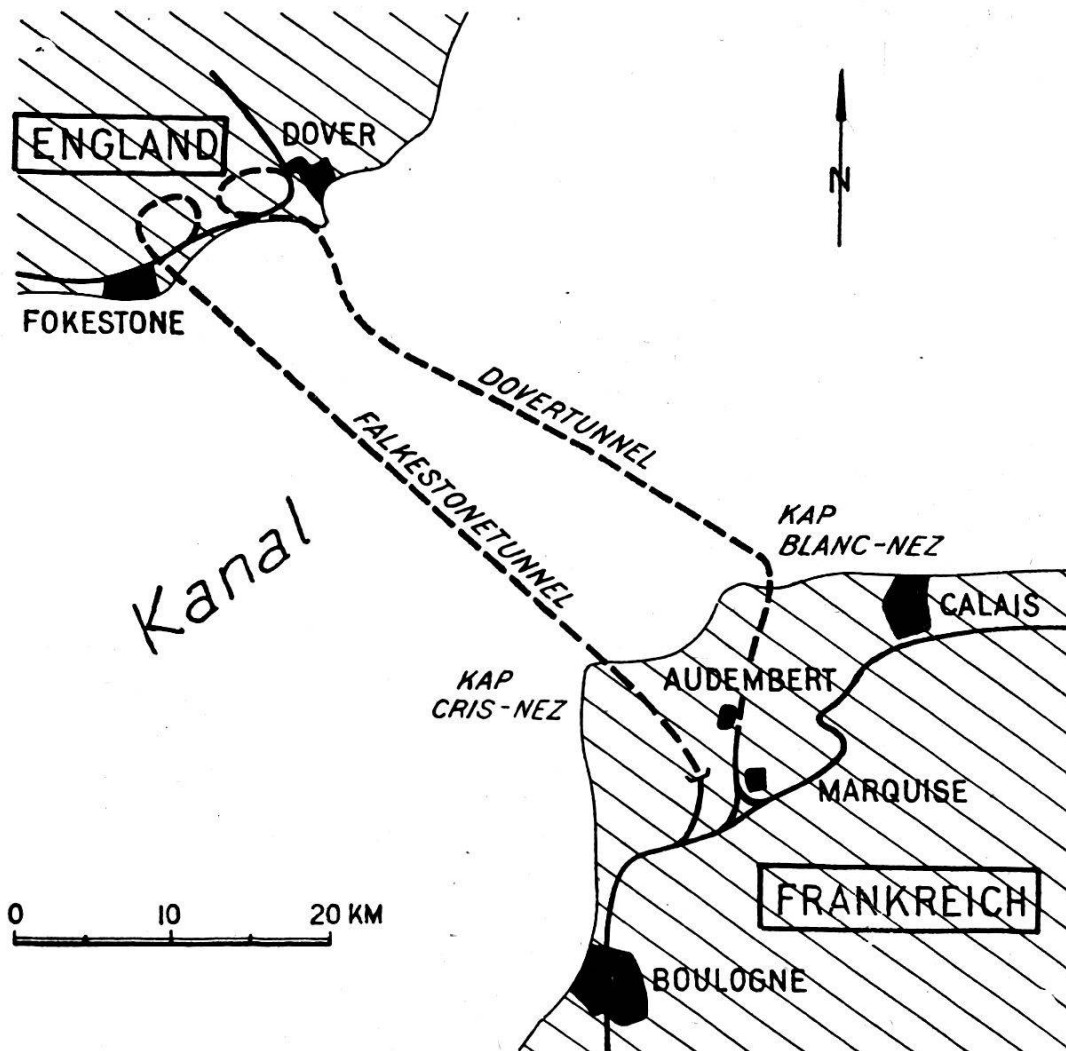 ENGLAND
DOVER
N
FOKESTONE
DOVERTUNNEL
FALKESTONETUNNEL
Kanal
KAP
BLANC-NEZ
CALAIS
KAP
CRIS-NEZ
AUDEMBERT
MARQUISE
FRANKREICH
0 10 20 KM
BOULOGNE